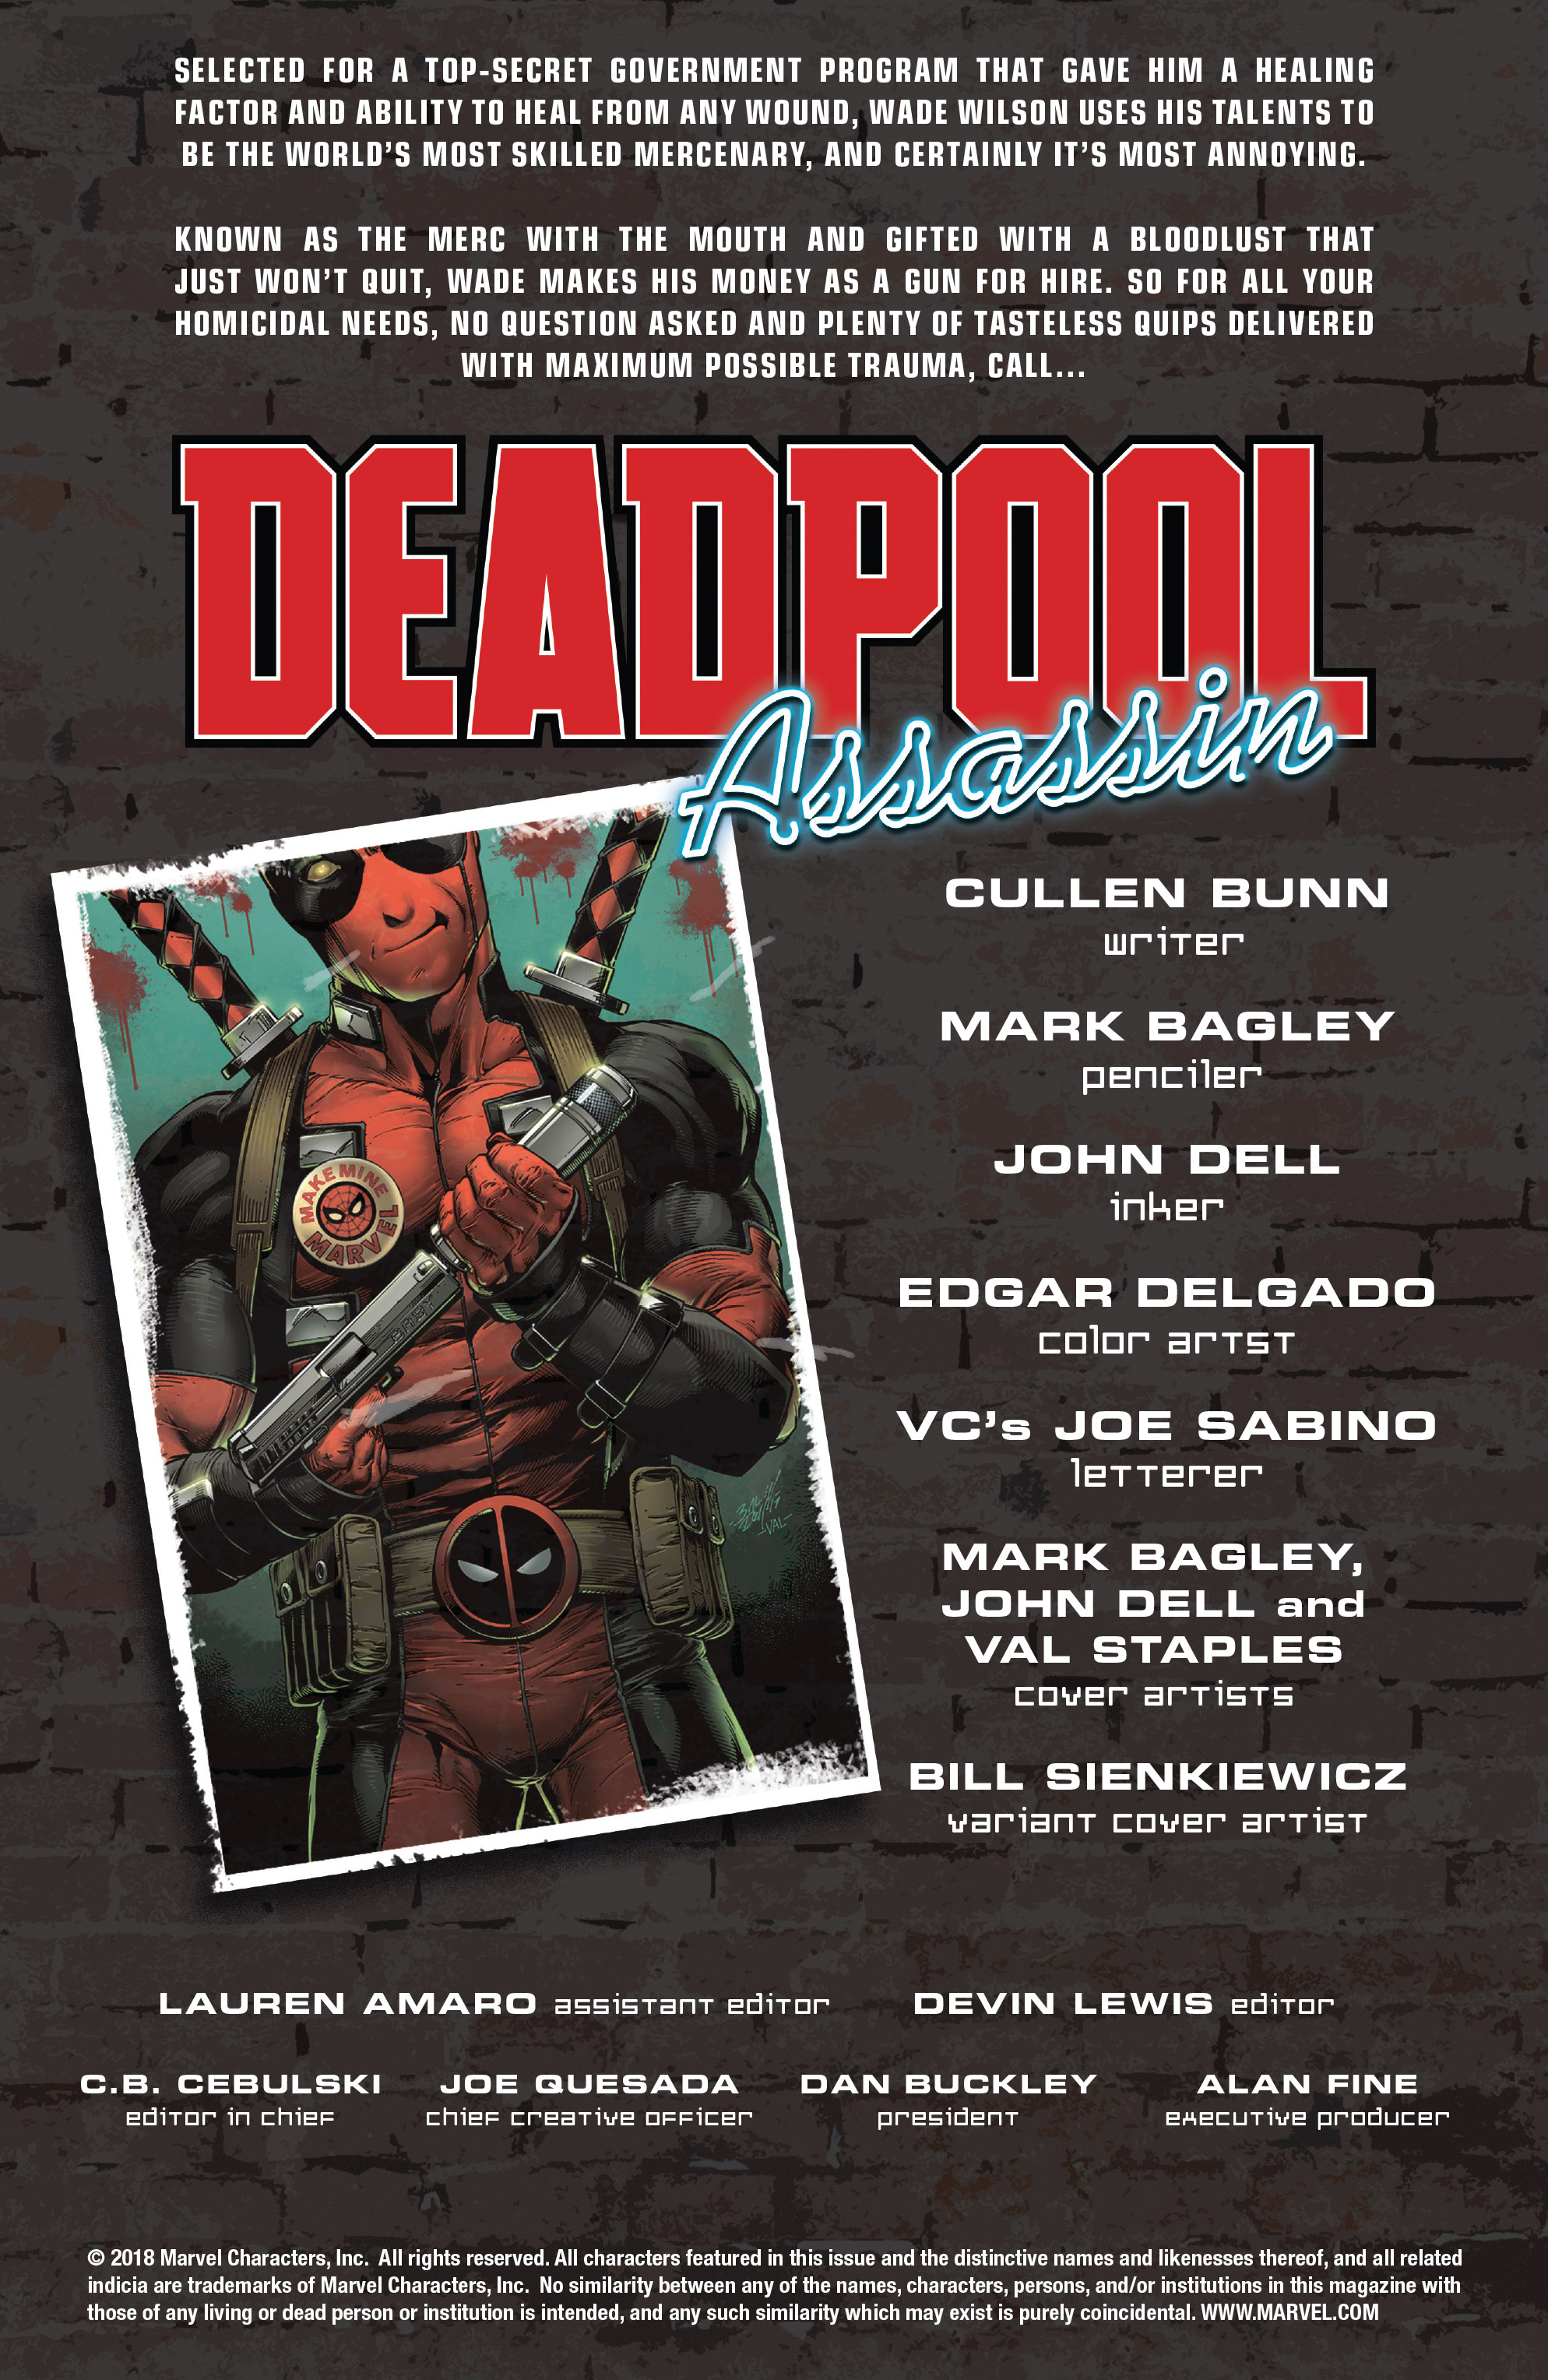 SELECTED FOR A TOP-SECRET GOVERNMENT PROGRAM THAT GAVE HIM A HEALING
FACTOR AND ABILITY TO HEAL FROM ANY WOUND, WADE WILSON USES HIS TALENTS TO
BE THE WORLD'S MOST SKILLED MERCENARY, AND CERTAINLY IT'S MOST ANNOYING.
KNOWN AS THE MERC WITH THE MOUTH AND GIFTED WITH A BLOODLUST THAT
JUST WON'T QUIT, WADE MAKES HIS MONEY AS A GUN FOR HIRE. SO FOR ALL YOUR
HOMICIDAL NEEDS, NO QUESTION ASKED AND PLENTY OF TASTELESS QUIPS DELIVERED
WITH MAXIMUM POSSIBLE TRAUMA, CALL...
DEADPOOL
Assassin
MAKE MINE
MARVEL
VAL
CULLEN BUNN
writer
MARK BAGLEY
penciler
JOHN DELL
inker
EDGAR DELGADO
color artst
VC's JOE SABINO
letterer
MARK BAGLEY,
JOHN DELL and
VAL STAPLES
cover artists
BILL SIENKIEWICZ
variant cover artist
LAUREN AMARO assistant editor DEVIN LEWIS editor
C.B. CEBULSKI JOE QUESADA DAN BUCKLEY ALAN FINE
editor in chief chief creative officer president executive producer
© 2018 Marvel Characters, Inc. All rights reserved. All characters featured in this issue and the distinctive names and likenesses thereof, and all related
indicia are trademarks of Marvel Characters, Inc. No similarity between any of the names, characters, persons, and/or institutions in this magazine with
those of any living or dead person or institution is intended, and any such similarity which may exist is purely coincidental. WWW.MARVEL.COM